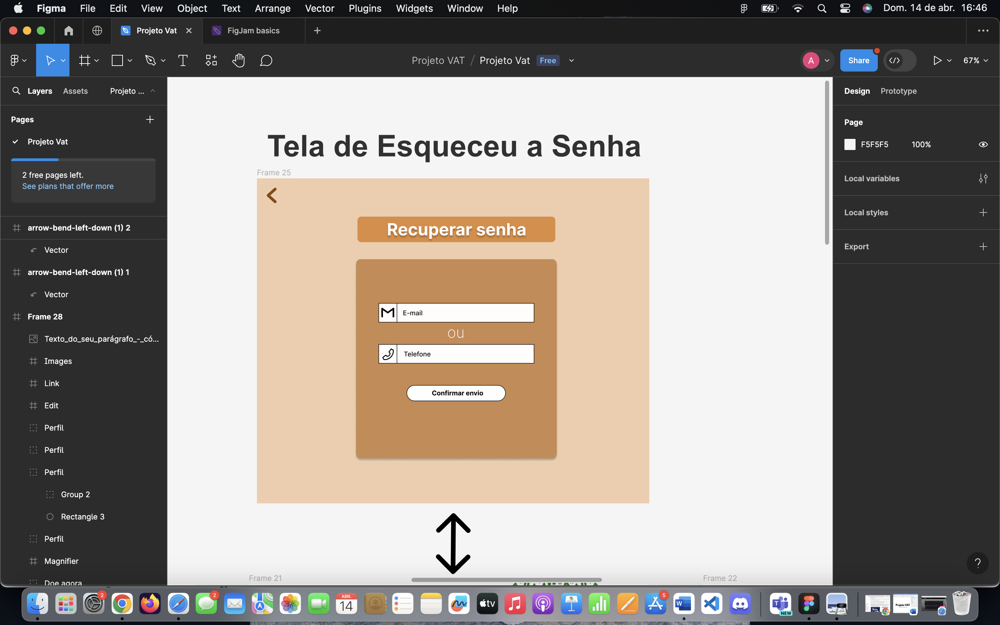 Figma File Edit View Object Text Arrange Vector Plugins Widgets Window Help
Dom. 14 de abr. 16:46
Projeto Vat
FigJam basics
Projeto VAT / Projeto Vat Free
A
Share
67%
Layers Assets Projeto ...
Pages
Projeto Vat
2 free pages left.
See plans that offer more
arrow-bend-left-down (1) 2
Vector
arrow-bend-left-down (1) 1
Vector
Frame 28
Texto_do_seu_parágrafo_-_có...
Images
Link
Edit
Perfil
Perfil
Perfil
Group 2
Rectangle 3
Perfil
Magnifier
Doe agora
Tela de Esqueceu a Senha
Frame 25
Recuperar senha
E-mail
ou
Telefone
Confirmar envio
Frame 21
Frame 22
Design Prototype
Page
F5F5F5 100%
Local variables
Local styles
Export
?
2
2
ABR.
14
tv
5
W
T
NEW
Projeto VAT